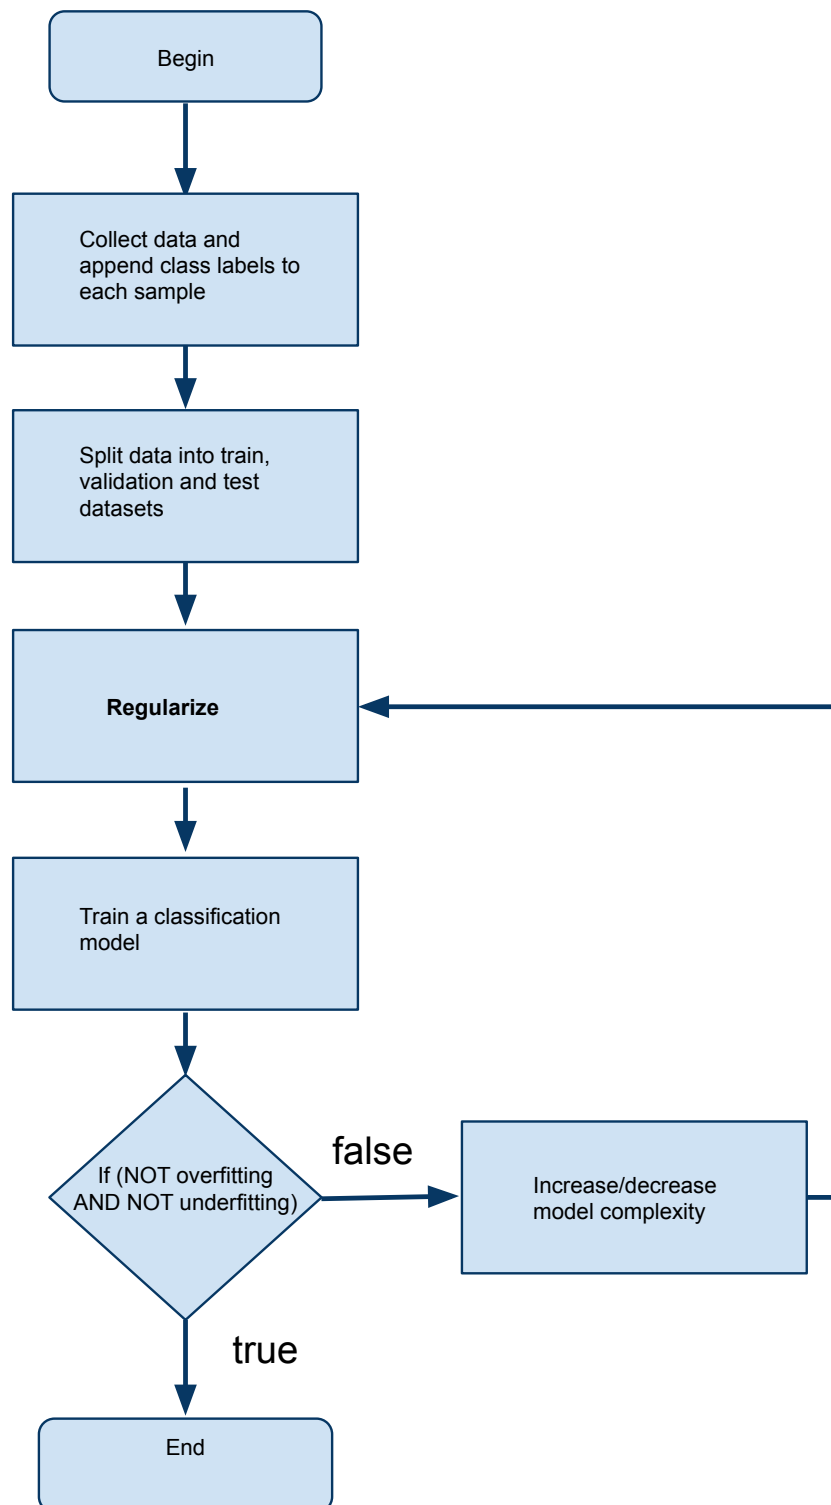 Begin
Collect data and
append class labels to
each sample
Split data into train,
validation and test
datasets
Regularize
Train a classification
model
If (NOT overfitting
AND NOT underfitting)
false
Increase/decrease
model complexity
true
End